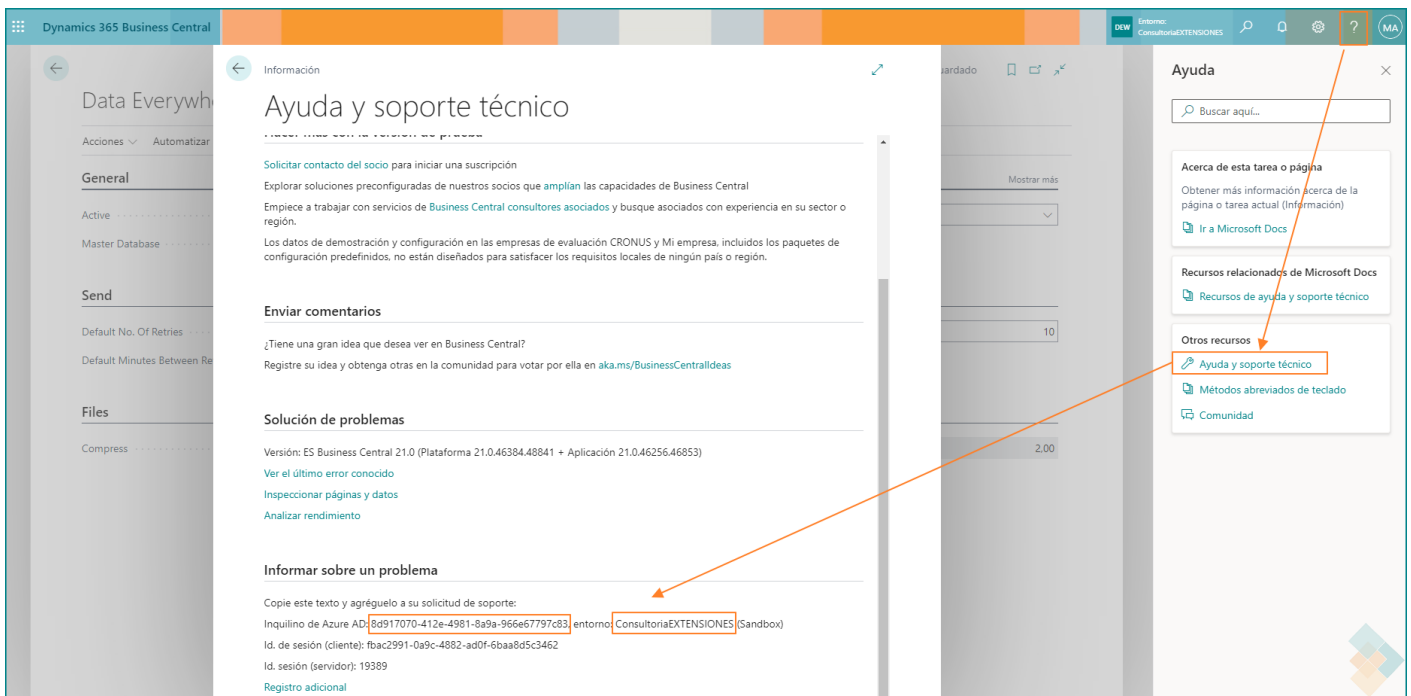 Dynamics 365 Business Central
DEW
Entorno:
ConsultoriaEXTENSIONES
?
MA
Data Everywh
Acciones
Automatizar
General
Active
Master Database
Send
Default No. Of Retries
Default Minutes Between Re
Files
Compress
Información
Ayuda y soporte técnico
Hacer más con la versión de prueba
Solicitar contacto del socio para iniciar una suscripción
Explorar soluciones preconfiguradas de nuestros socios que amplían las capacidades de Business Central
Empiece a trabajar con servicios de Business Central consultores asociados y busque asociados con experiencia en su sector o
región.
Los datos de demostración y configuración en las empresas de evaluación CRONUS y Mi empresa, incluidos los paquetes de
configuración predefinidos, no están diseñados para satisfacer los requisitos locales de ningún país o región.
Enviar comentarios
¿Tiene una gran idea que desea ver en Business Central?
Registre su idea y obtenga otras en la comunidad para votar por ella en aka.ms/BusinessCentralIdeas
Solución de problemas
Versión: ES Business Central 21.0 (Plataforma 21.0.46384.48841 + Aplicación 21.0.46256.46853)
Ver el último error conocido
Inspeccionar páginas y datos
Analizar rendimiento
Informar sobre un problema
Copie este texto y agréguelo a su solicitud de soporte:
Inquilino de Azure AD: 8d917070-412e-4981-8a9a-966e67797c83, entorno: ConsultoriaEXTENSIONES (Sandbox)
Id. de sesión (cliente): fbac2991-0a9c-4882-ad0f-6baa8d5c3462
Id. sesión (servidor): 19389
Registro adicional
uardado
Mostrar más
10
2,00
Ayuda
Buscar aquí...
Acerca de esta tarea o página
Obtener más información acerca de la
página o tarea actual (Información)
Ir a Microsoft Docs
Recursos relacionados de Microsoft Docs
Recursos de ayuda y soporte técnico
Otros recursos
Ayuda y soporte técnico
Métodos abreviados de teclado
Comunidad